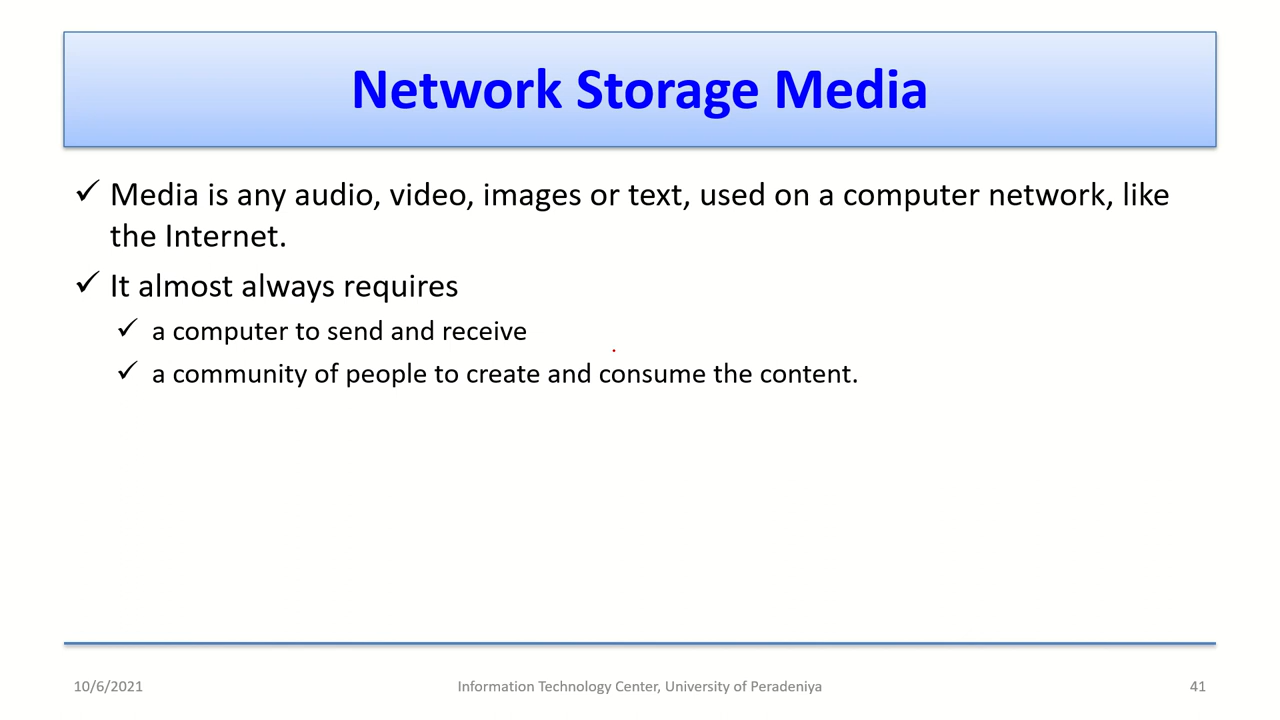 Network Storage Media
✓ Media is any audio, video, images or text, used on a computer network, like
the Internet.
✓ It almost always requires
✓ a computer to send and receive
✓ a community of people to create and consume the content.
10/6/2021
Information Technology Center, University of Peradeniya
41